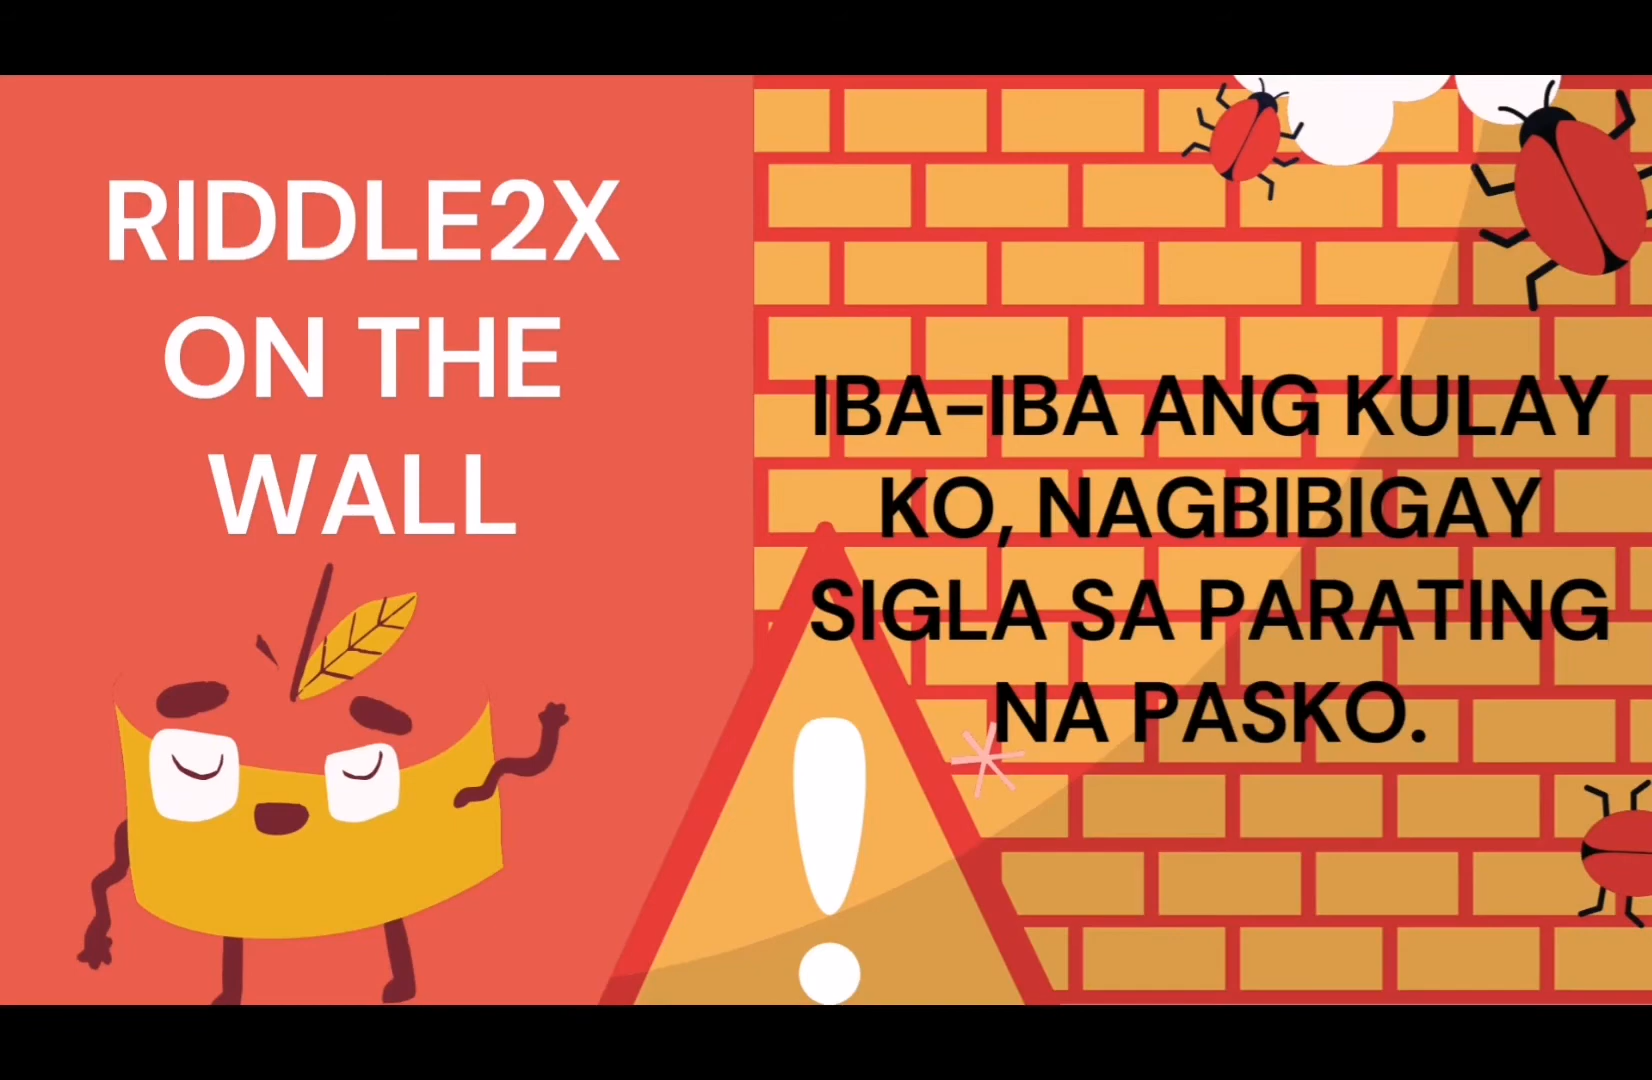 RIDDLE2X
ON THE
WALL
IBA-IBA ANG KULAY
KO, NAGBIBIGAY
SIGLA SA PARATING
NA PASKO.